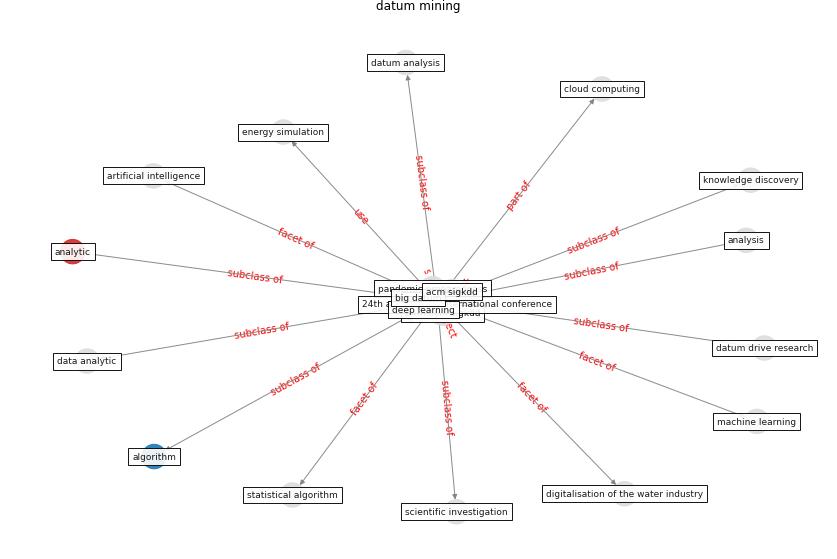 datum mining
datum analysis
cloud computing
energy simulation
artificial intelligence
knowledge discovery
subclass of
part of
use
facet of
subclass of
analysis
analytic
subclass of
subclass of
s
pandemic
s
acm sigkdd
big da
24th a
rnational conference
deep learning
gkdd
ect
subclass of
subclass of
datum drive research
data analytic
facet of
subclass of
facet of
subclass of
facet of
machine learning
algorithm
statistical algorithm
scientific investigation
digitalisation of the water industry